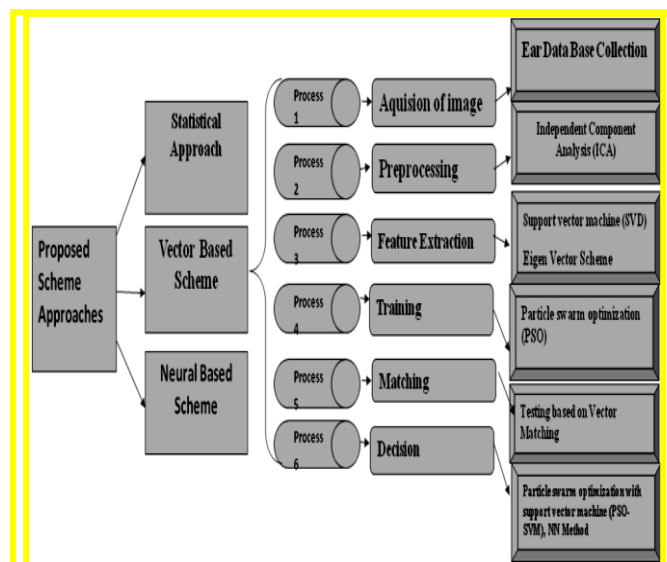 Proposed
Scheme
Approaches
Statistical
Approach
Vector Based
Scheme
Neural Based
Scheme
Process
1
Aquision of image
Ear Data Base Collection
Process
2
Preprocessing
Independent Component
Analysis (ICA)
Process
3
Feature Extraction
Support vector machine (SVD)
Eigen Vector Scheme
Process
4
Training
Particle swarm optimization
(PSO)
Process
5
Matching
Testing based on Vector
Matching
Process
6
Decision
Particle swarm optimization with
support vector machine (PSO-
SVM), NN Method